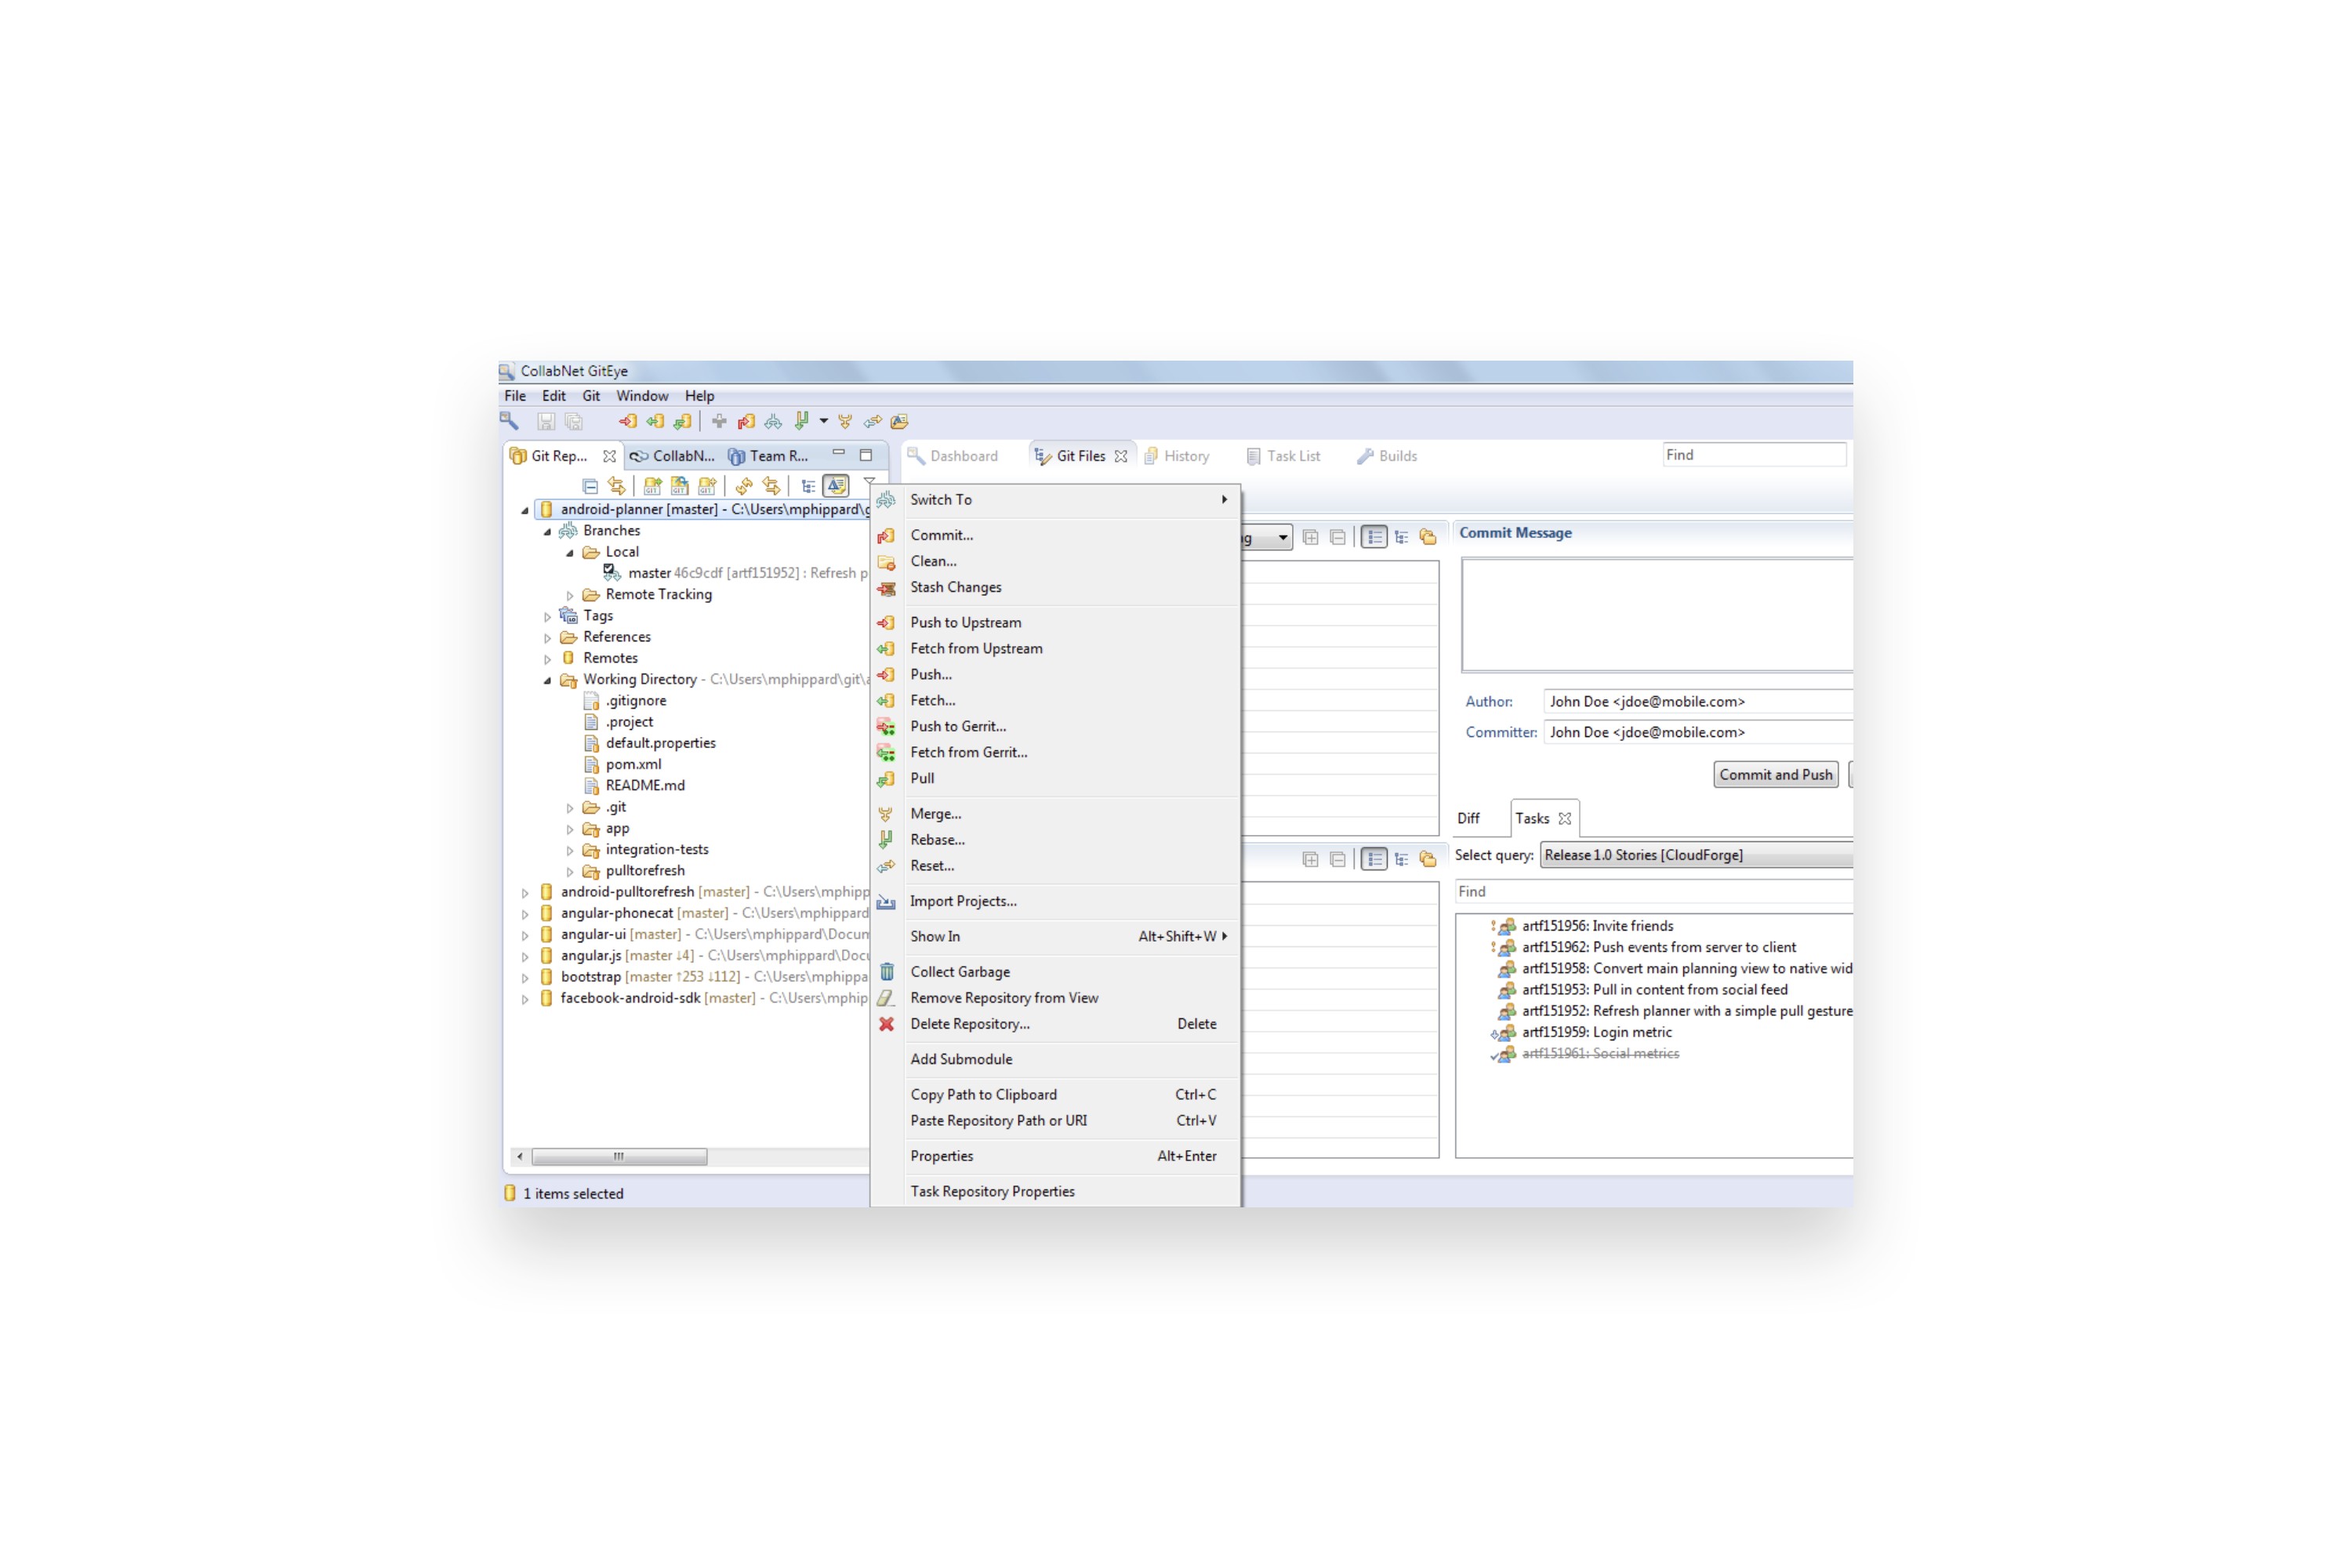 CollabNet GitEye
File Edit Git Window Help
Git Rep... CollabN... Team R...
Dashboard Git Files History Task List Builds
Find
android-planner [master] - C:\Users\mphippard\g
Branches
Local
master 46c9cdf [artf151952] : Refresh p
Remote Tracking
Tags
References
Remotes
Working Directory - C:\Users\mphippard\git\a
.gitignore
.project
default.properties
pom.xml
README.md
.git
app
integration-tests
pulltorefresh
android-pulltorefresh [master] - C:\Users\mphipp
angular-phonecat [master] - C:\Users\mphippard
angular-ui [master] - C:\Users\mphippard\Docum
angular.js [master ↓4] - C:\Users\mphippard\Docu
bootstrap [master ↑253 ↓112] - C:\Users\mphippa
facebook-android-sdk [master] - C:\Users\mphip
1 items selected
Switch To
Commit...
Clean...
Stash Changes
Push to Upstream
Fetch from Upstream
Push...
Fetch...
Push to Gerrit...
Fetch from Gerrit...
Pull
Merge...
Rebase...
Reset...
Import Projects...
Show In Alt+Shift+W
Collect Garbage
Remove Repository from View
Delete Repository... Delete
Add Submodule
Copy Path to Clipboard Ctrl+C
Paste Repository Path or URI Ctrl+V
Properties Alt+Enter
Task Repository Properties
Commit Message
Author: John Doe <jdoe@mobile.com>
Committer: John Doe <jdoe@mobile.com>
Commit and Push
Diff Tasks
Select query: Release 1.0 Stories [CloudForge]
Find
artf151956: Invite friends
artf151962: Push events from server to client
artf151958: Convert main planning view to native wid
artf151953: Pull in content from social feed
artf151952: Refresh planner with a simple pull gesture
artf151959: Login metric
artf151961: Social metrics